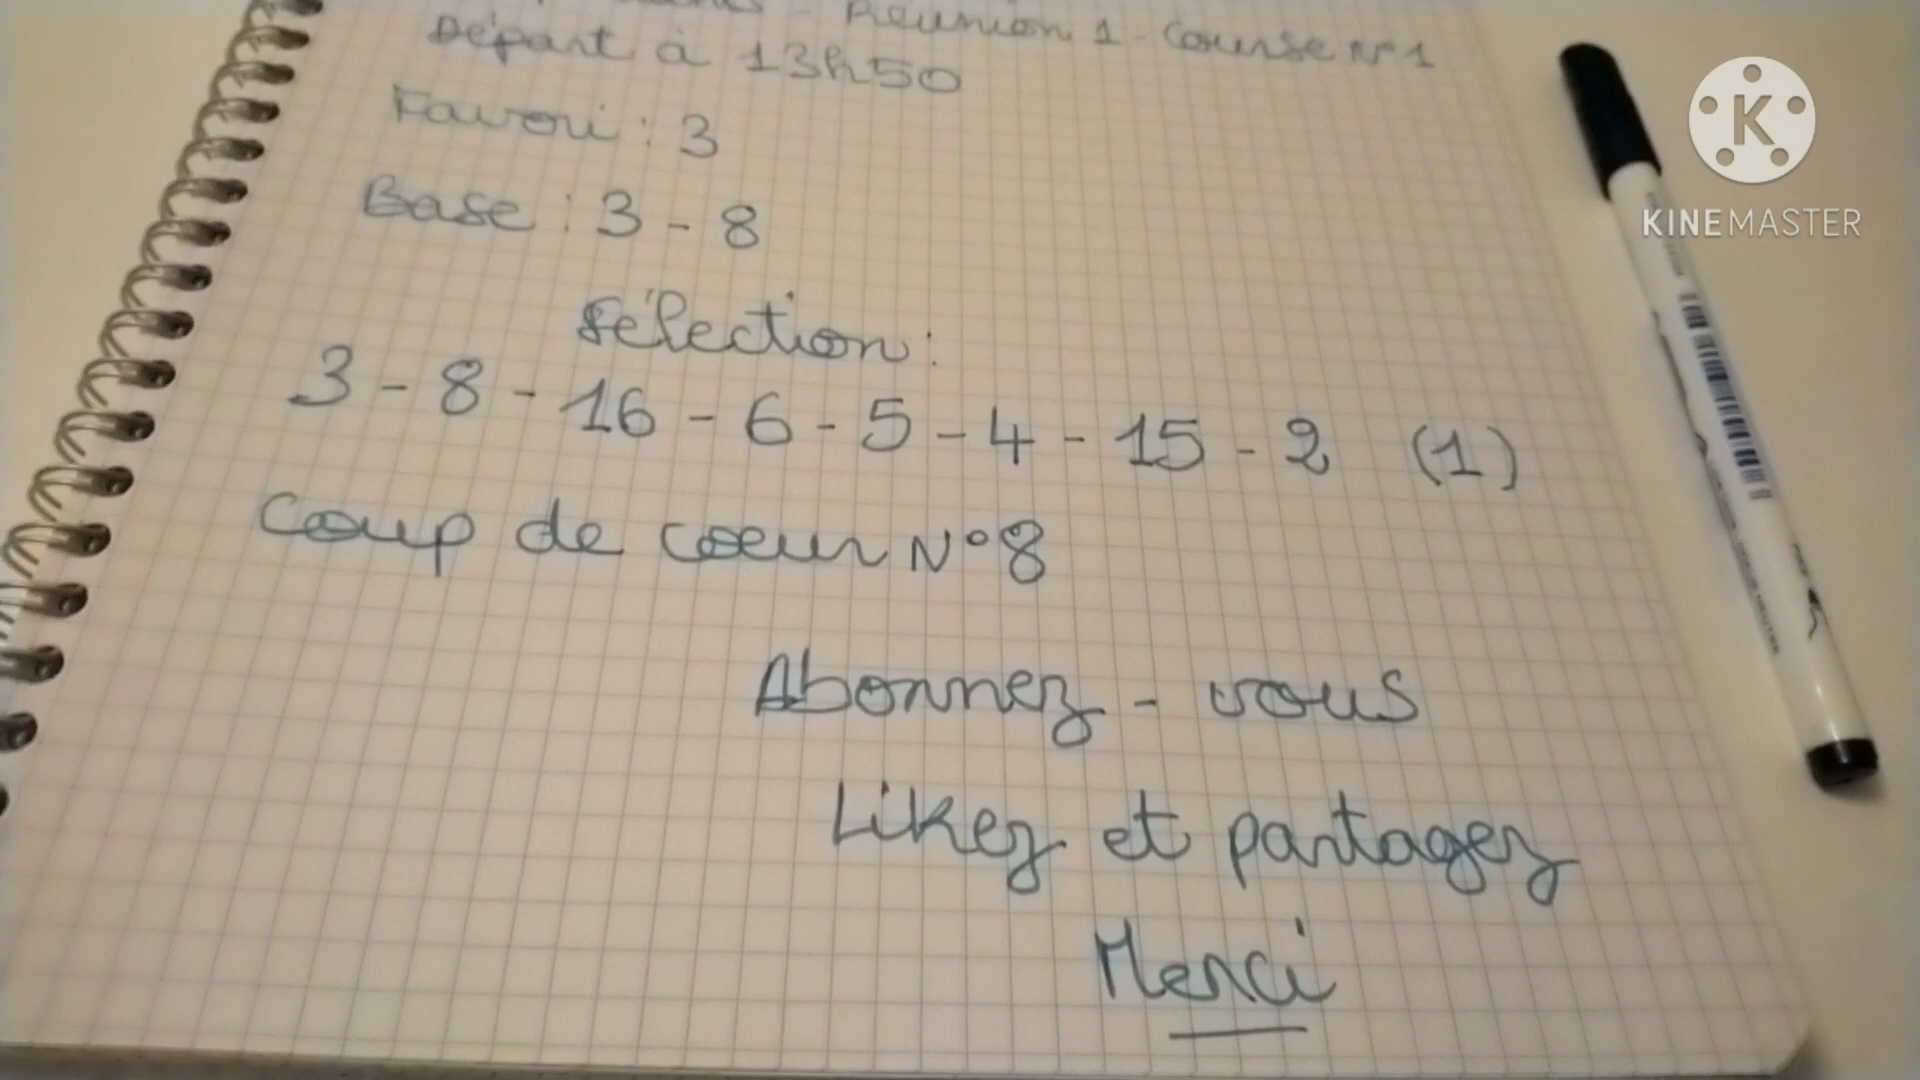 - Réunion 1 - Course N°1
Départ à 13h50
Favori : 3
Base : 3 - 8
Sélection :
3 - 8 - 16 - 6 - 5 - 4 - 15 - 2 (1)
Coup de coeur N°8
Abonnez - vous
Likez et partagez
Merci
K
KINEMASTER